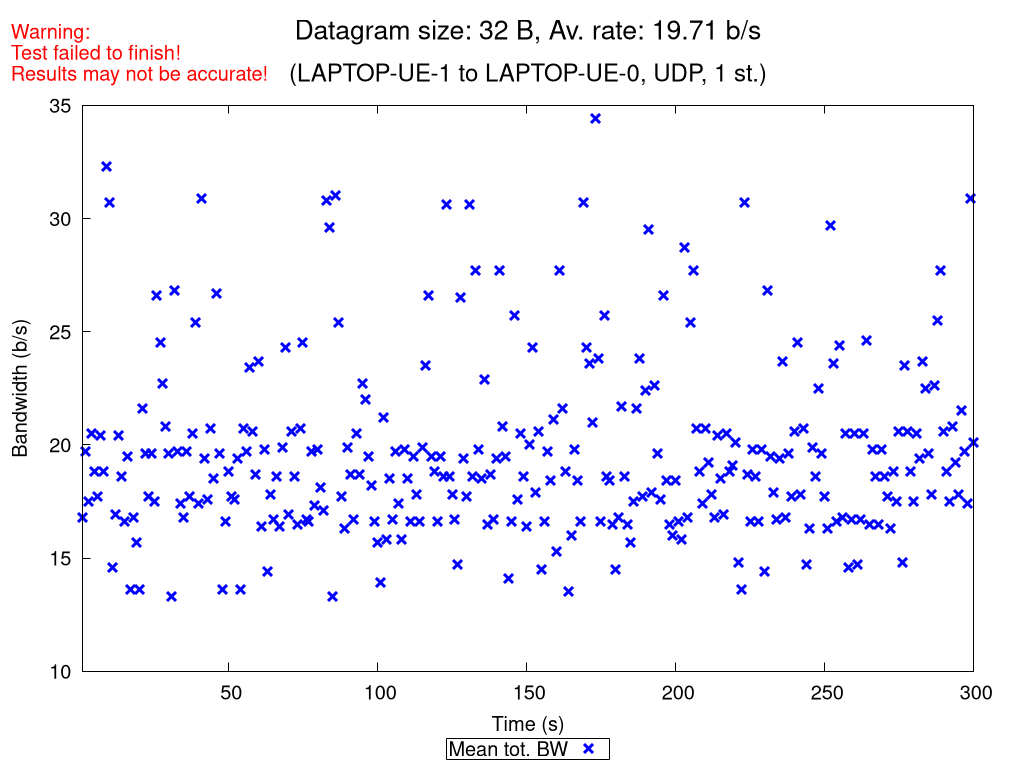 Warning:
Test failed to finish!
Results may not be accurate!
Datagram size: 32 B, Av. rate: 19.71 b/s
(LAPTOP-UE-1 to LAPTOP-UE-0, UDP, 1 st.)
35
30
25
20
15
10
Bandwidth (b/s)
50
100
150
200
250
300
Time (s)
Mean tot. BW